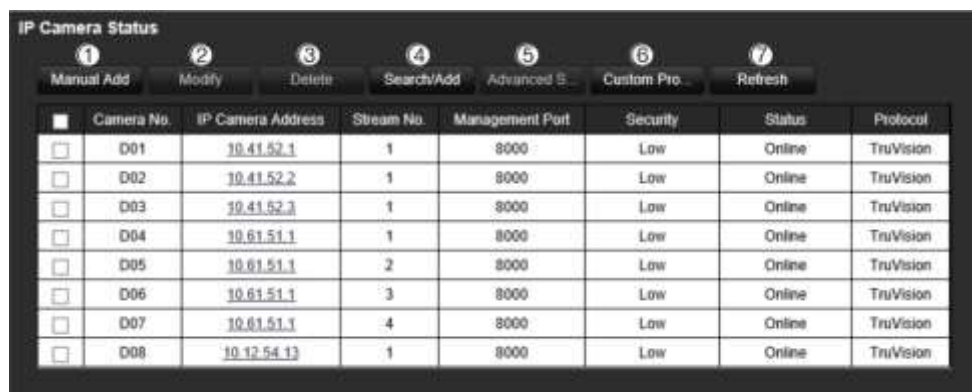 IP Camera Status
1 2 3 4 5 6 7
Manual Add Modify Delete Search/Add Advanced S... Custom Pro... Refresh
Camera No. IP Camera Address Stream No. Management Port Security Status Protocol
D01 10.41.52.1 1 8000 Low Online TruVision
D02 10.41.52.2 1 8000 Low Online TruVision
D03 10.41.52.3 1 8000 Low Online TruVision
D04 10.61.51.1 1 8000 Low Online TruVision
D05 10.61.51.1 2 8000 Low Online TruVision
D06 10.61.51.1 3 8000 Low Online TruVision
D07 10.61.51.1 4 8000 Low Online TruVision
D08 10.12.54.13 1 8000 Low Online TruVision